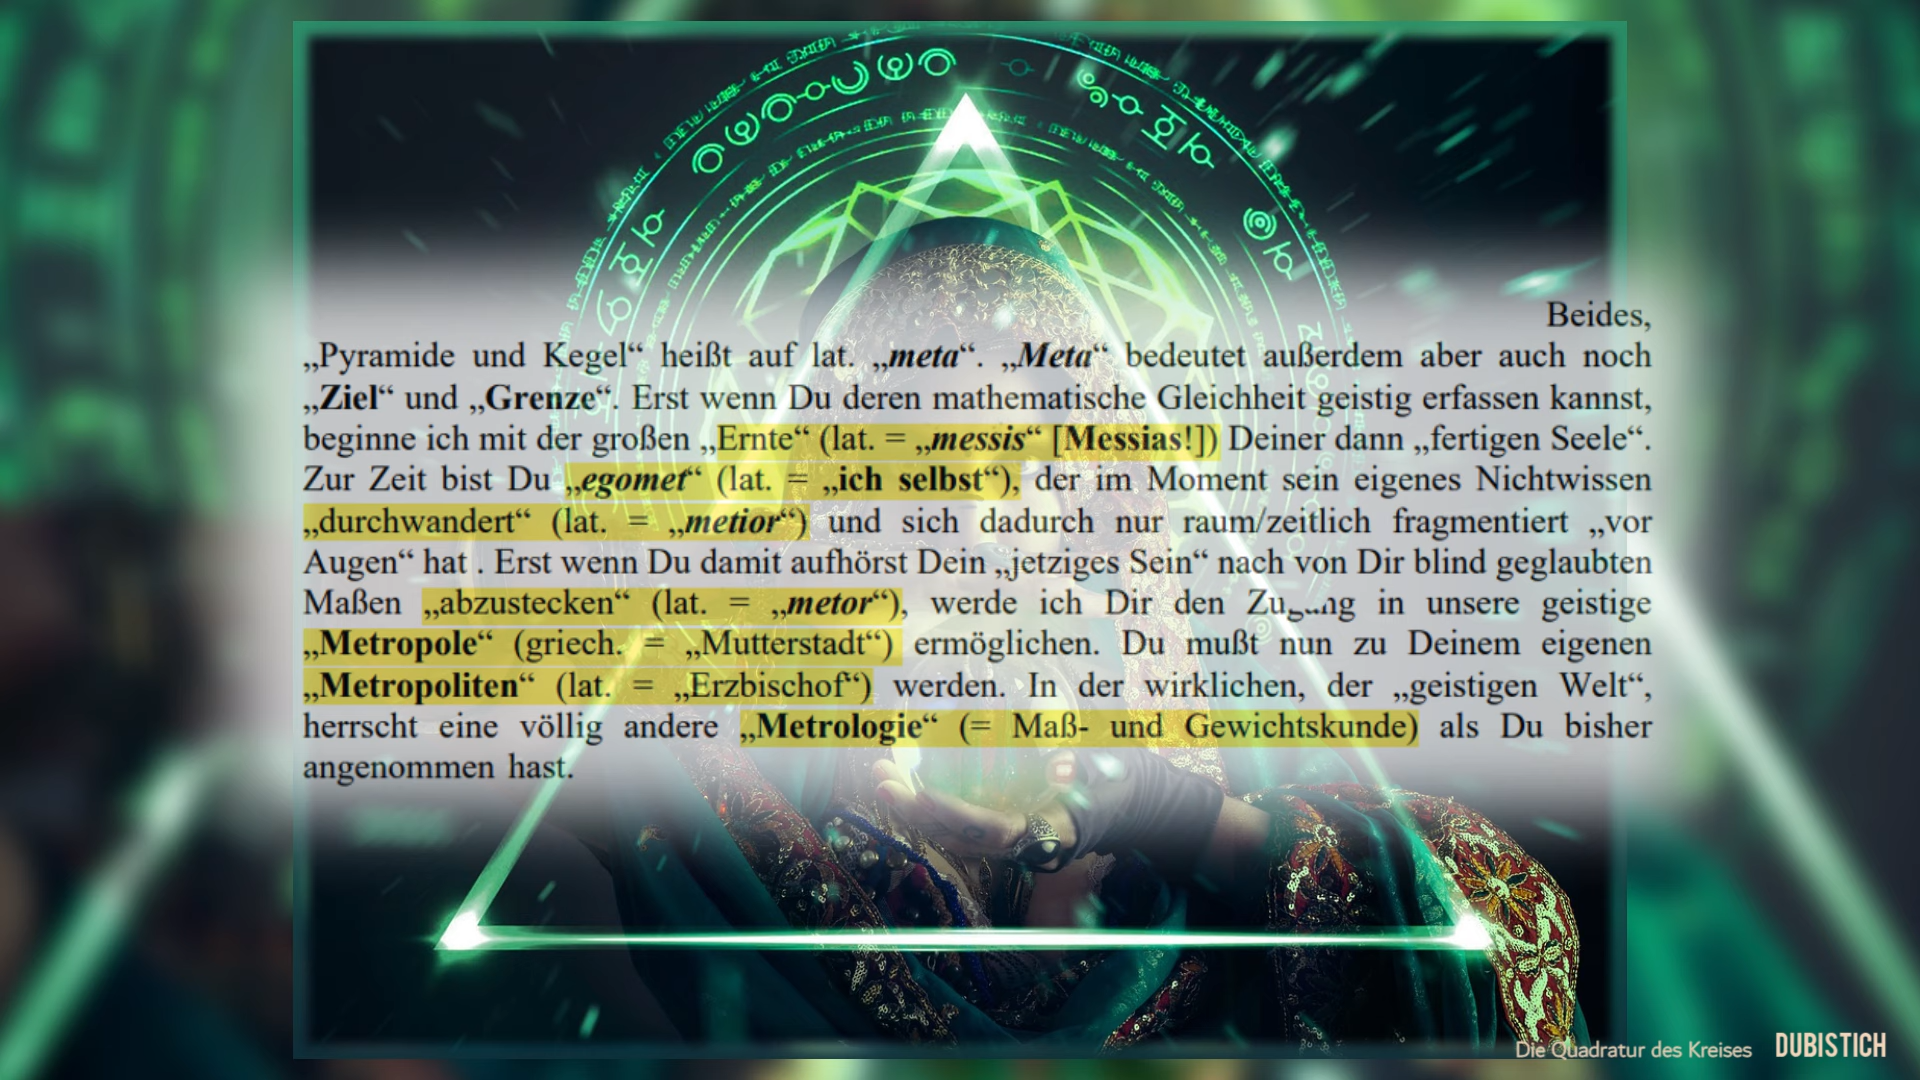 Beides,
„Pyramide und Kegel“ heißt auf lat. „meta“. „Meta“ bedeutet außerdem aber auch noch
„Ziel“ und „Grenze“. Erst wenn Du deren mathematische Gleichheit geistig erfassen kannst,
beginne ich mit der großen „Ernte“ (lat. = „messis“ [Messias!]) Deiner dann „fertigen Seele“.
Zur Zeit bist Du „egomet“ (lat. = „ich selbst“), der im Moment sein eigenes Nichtwissen
„durchwandert“ (lat. = „metior“) und sich dadurch nur raum/zeitlich fragmentiert „vor
Augen“ hat . Erst wenn Du damit aufhörst Dein „jetziges Sein“ nach von Dir blind geglaubten
Maßen „abzustecken“ (lat. = „metor“), werde ich Dir den Zugang in unsere geistige
„Metropole“ (griech. = „Mutterstadt“) ermöglichen. Du mußt nun zu Deinem eigenen
„Metropoliten“ (lat. = „Erzbischof“) werden. In der wirklichen, der „geistigen Welt“,
herrscht eine völlig andere „Metrologie“ (= Maß- und Gewichtskunde) als Du bisher
angenommen hast.
Die Quadratur des Kreises DUBISTICH